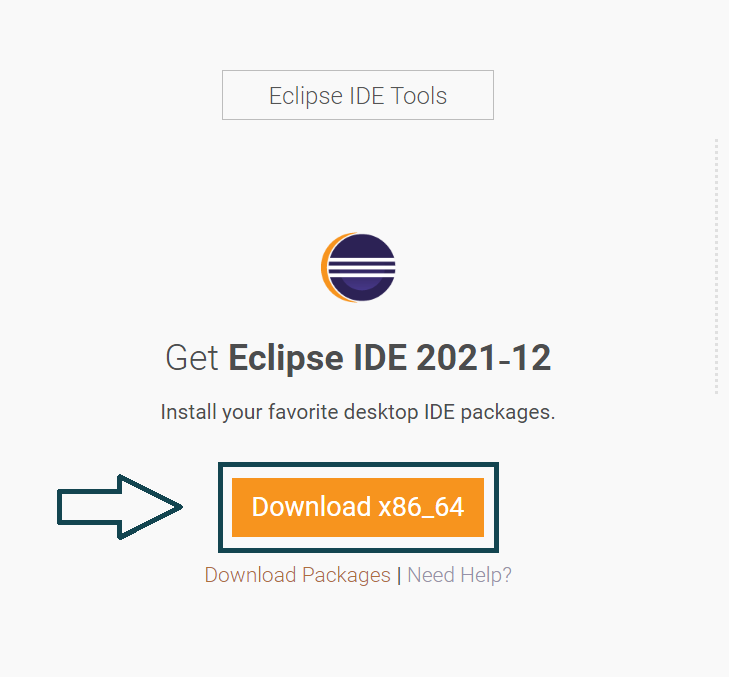 Eclipse IDE Tools
Get Eclipse IDE 2021-12
Install your favorite desktop IDE packages.
Download x86_64
Download Packages | Need Help?